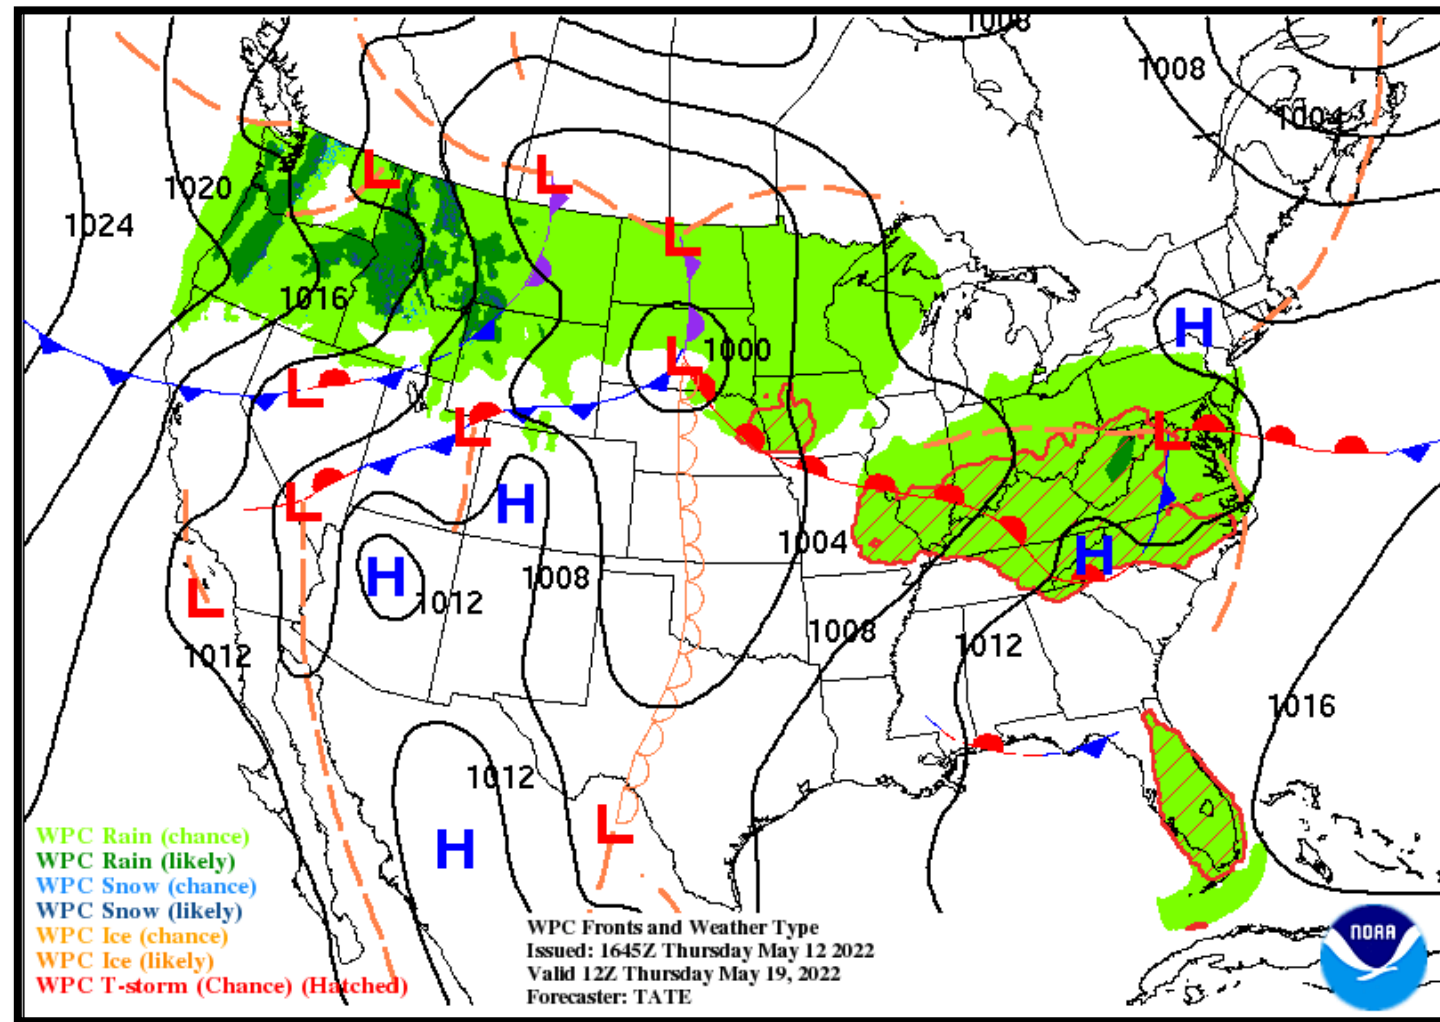 1008
1008
1004
1020
1024
1016
L
L
L
H
1000
L
L
L
L
L
H
H
H
1004
1008
1012
L
1008
1012
1012
1016
1012
L
H
WPC Rain (chance)
WPC Rain (likely)
WPC Snow (chance)
WPC Snow (likely)
WPC Ice (chance)
WPC Ice (likely)
WPC T-storm (Chance) (Hatched)
WPC Fronts and Weather Type
Issued: 1645Z Thursday May 12 2022
Valid 12Z Thursday May 19, 2022
Forecaster: TATE
NOAA